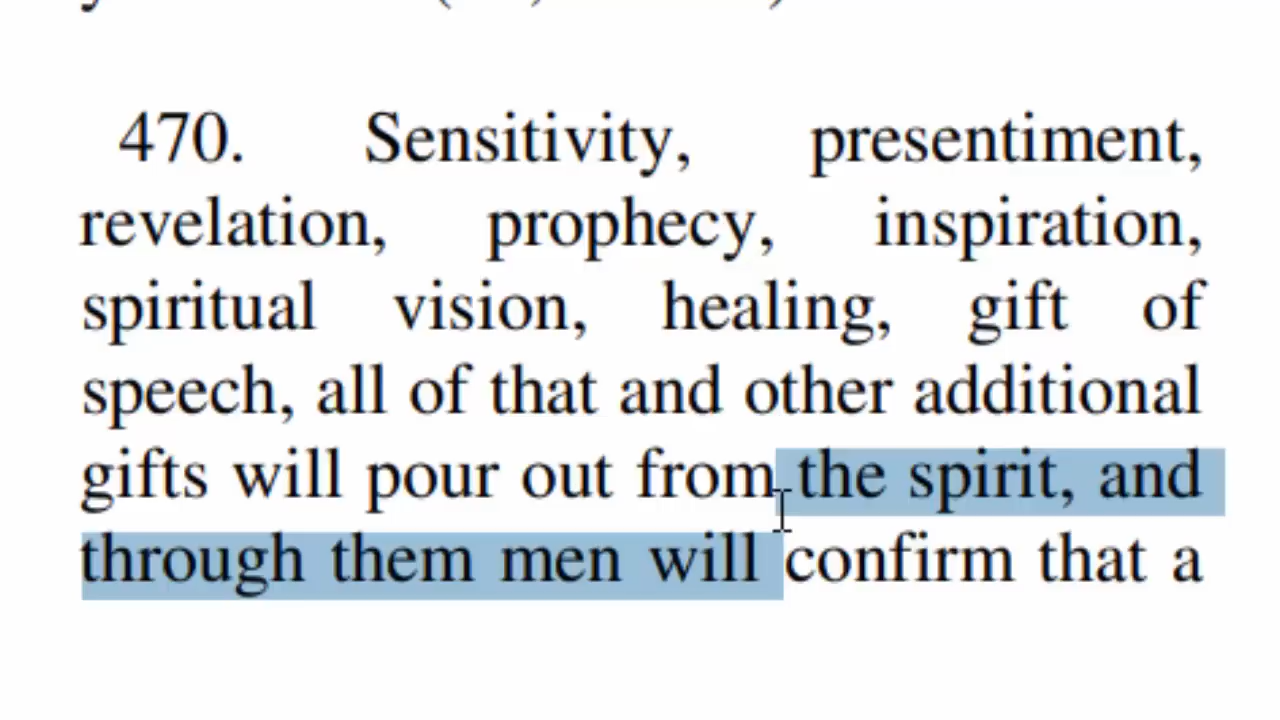 470. Sensitivity, presentiment,
revelation, prophecy, inspiration,
spiritual vision, healing, gift of
speech, all of that and other additional
gifts will pour out from the spirit, and
through them men will confirm that a